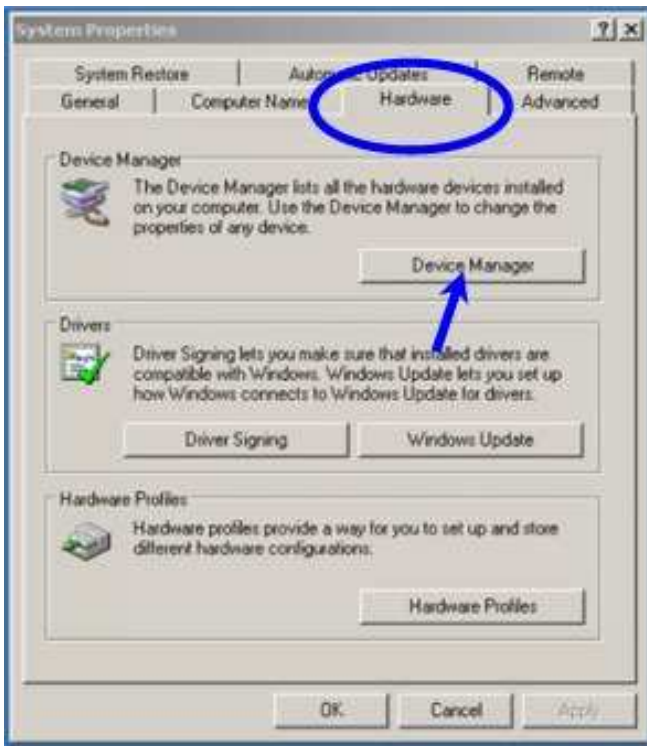 System Properties
System Restore Automatic Updates Remote
General Computer Name Hardware Advanced
Device Manager
The Device Manager lists all the hardware devices installed
on your computer. Use the Device Manager to change the
properties of any device.
Device Manager
Drivers
Driver Signing lets you make sure that installed drivers are
compatible with Windows. Windows Update lets you set up
how Windows connects to Windows Update for drivers.
Driver Signing Windows Update
Hardware Profiles
Hardware profiles provide a way for you to set up and store
different hardware configurations.
Hardware Profiles
OK Cancel Apply